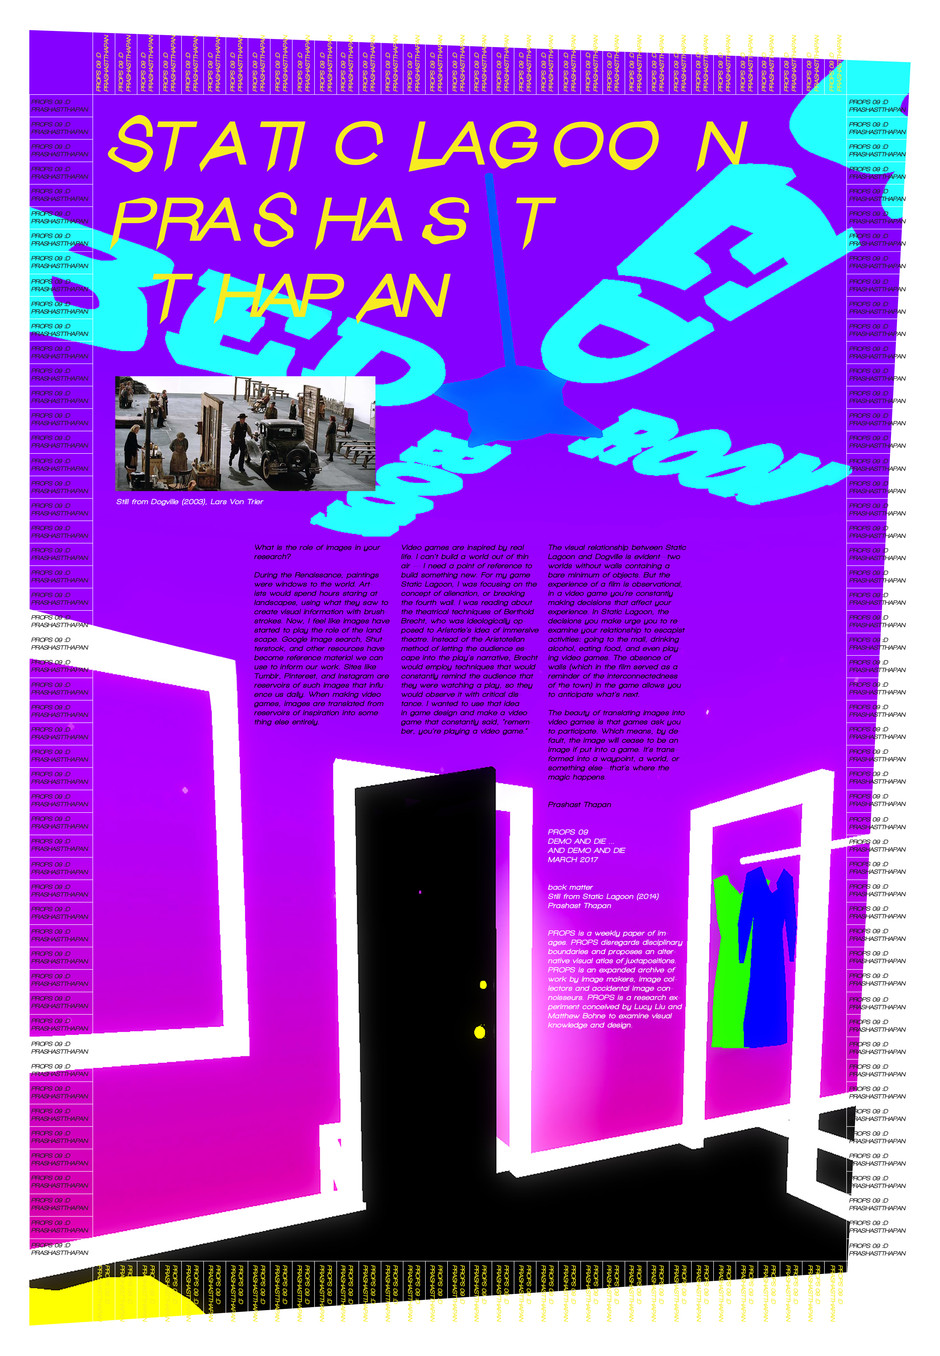 PROPS 09 :D
PRASHASTTHAPAN
STATIC LAGOON
PRASHAST
THAPAN
BED
ROOM
RED
ROOM
Still from Dogville (2003), Lars Von Trier
What is the role of images in your
research?
During the Renaissance, paintings
were windows to the world. Art-
ists would spend hours staring at
landscapes, using what they saw to
create visual information with brush
strokes. Now, I feel like images have
started to play the role of the land-
scape. Google image search, Shut-
terstock, and other resources have
become reference material we can
use to inform our work. Sites like
Tumblr, Pinterest, and Instagram are
reservoirs of such images that influ-
ence us daily. When making video
games, images are translated from
reservoirs of inspiration into some-
thing else entirely.
Video games are inspired by real
life. I can't build a world out of thin
air — I need a point of reference to
build something new. For my game
Static Lagoon, I was focusing on the
concept of alienation, or breaking
the fourth wall. I was reading about
the theatrical techniques of Berthold
Brecht, who was ideologically op-
posed to Aristotle's idea of immersive
theatre. Instead of the Aristotelian
method of letting the audience es-
cape into the play's narrative, Brecht
would employ techniques that would
constantly remind the audience that
they were watching a play, so they
would observe it with critical dis-
tance. I wanted to use that idea
in game design and make a video
game that constantly said, "remem-
ber, you're playing a video game."
The visual relationship between Static
Lagoon and Dogville is evident—two
worlds without walls containing a
bare minimum of objects. But the
experience of a film is observational,
in a video game you're constantly
making decisions that affect your
experience. In Static Lagoon, the
decisions you make urge you to re-
examine your relationship to escapist
activities: going to the mall, drinking
alcohol, eating food, and even play-
ing video games. The absence of
walls (which in the film served as a
reminder of the interconnectedness
of the town) in the game allows you
to anticipate what's next.
The beauty of translating images into
video games is that games ask you
to participate. Which means, by de-
fault, the image will cease to be an
image if put into a game. It's trans-
formed into a waypoint, a world, or
something else—that's where the
magic happens.
Prashast Thapan
PROPS 09
DEMO AND DIE ...
AND DEMO AND DIE
MARCH 2017
back matter
Still from Static Lagoon (2014)
Prashast Thapan
PROPS is a weekly paper of im-
ages. PROPS disregards disciplinary
boundaries and proposes an alter-
native visual atlas of juxtapositions.
PROPS is an expanded archive of
work by image makers, image col-
lectors and accidental image con-
noisseurs. PROPS is a research ex-
periment conceived by Lucy Liu and
Matthew Bohne to examine visual
knowledge and design.